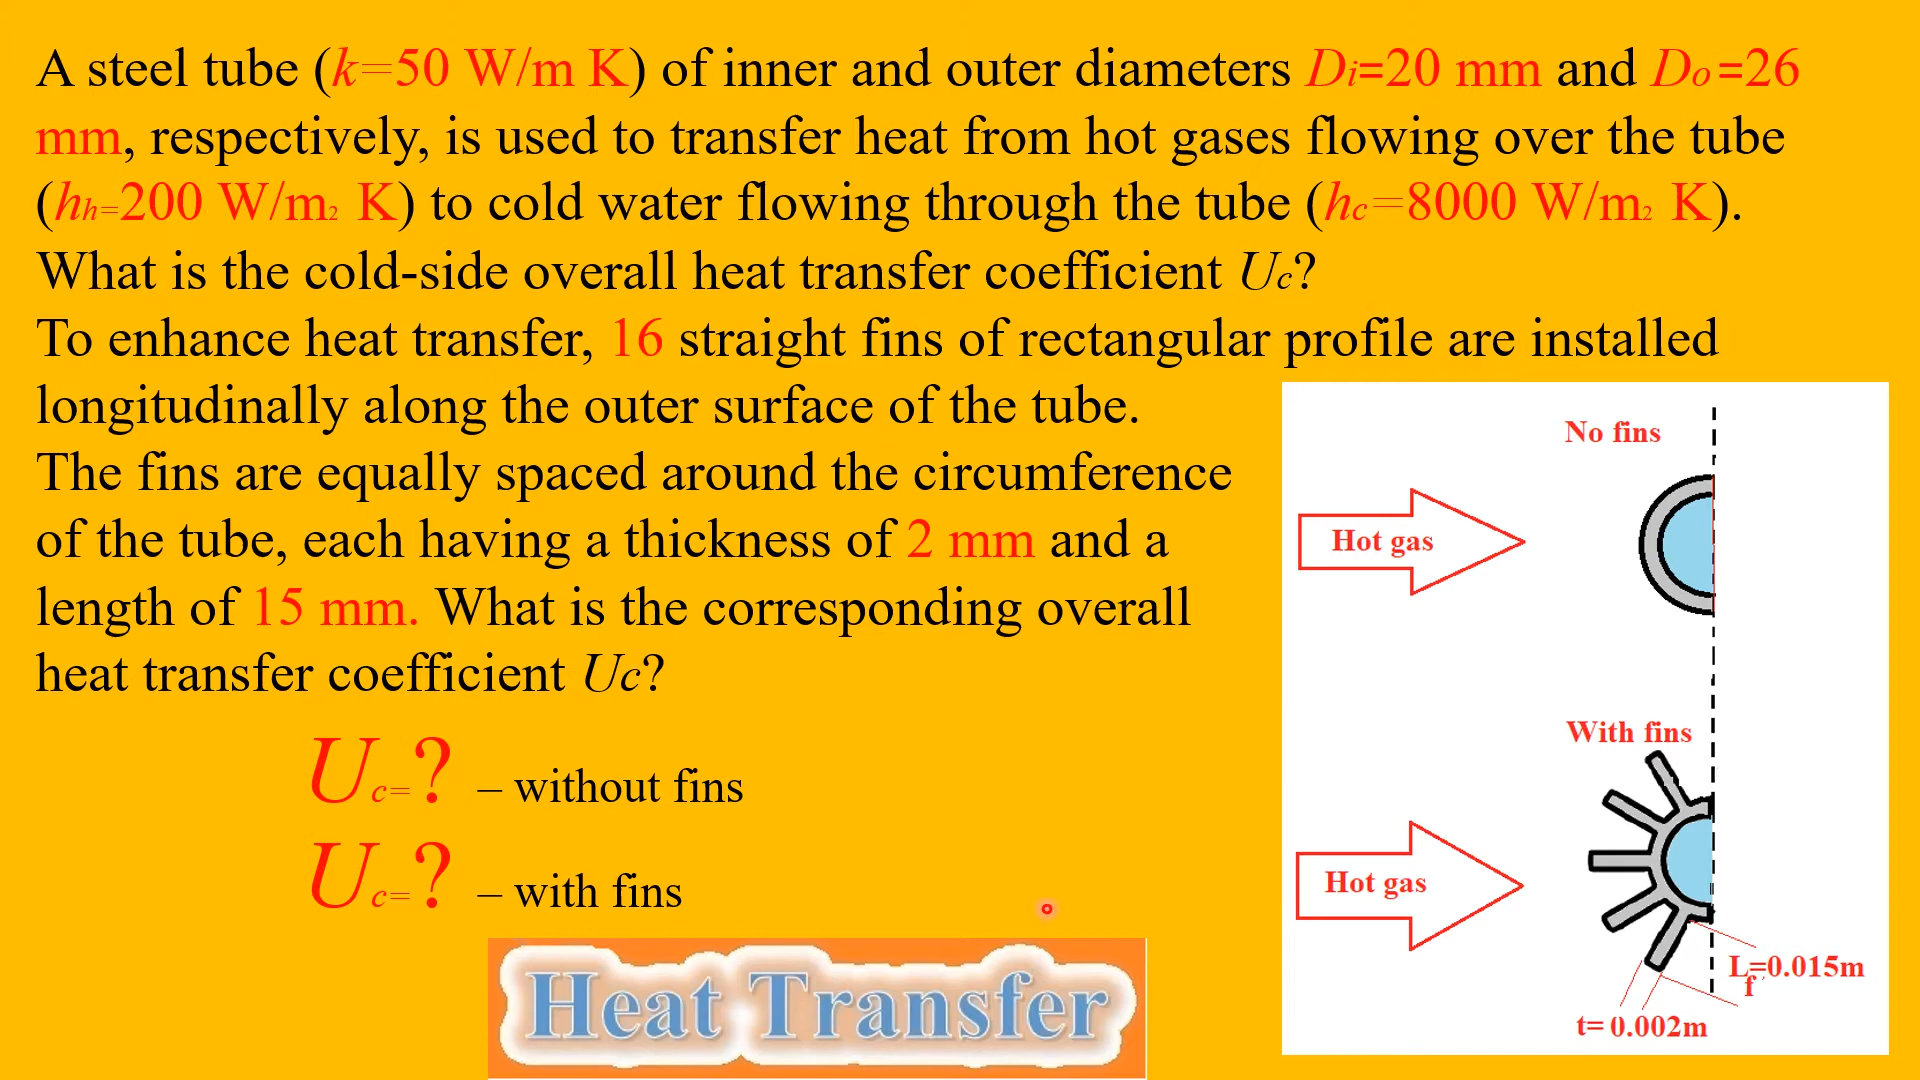 A steel tube (k=50 W/m K) of inner and outer diameters Di=20 mm and Do=26
mm, respectively, is used to transfer heat from hot gases flowing over the tube
(hh=200 W/m2 K) to cold water flowing through the tube (hc=8000 W/m2 K).
What is the cold-side overall heat transfer coefficient Uc?
To enhance heat transfer, 16 straight fins of rectangular profile are installed
longitudinally along the outer surface of the tube.
The fins are equally spaced around the circumference
of the tube, each having a thickness of 2 mm and a
length of 15 mm. What is the corresponding overall
heat transfer coefficient Uc?
Uc=? – without fins
Uc=? – with fins
Heat Transfer
No fins
Hot gas
With fins
Hot gas
L=0.015m
f
t= 0.002m